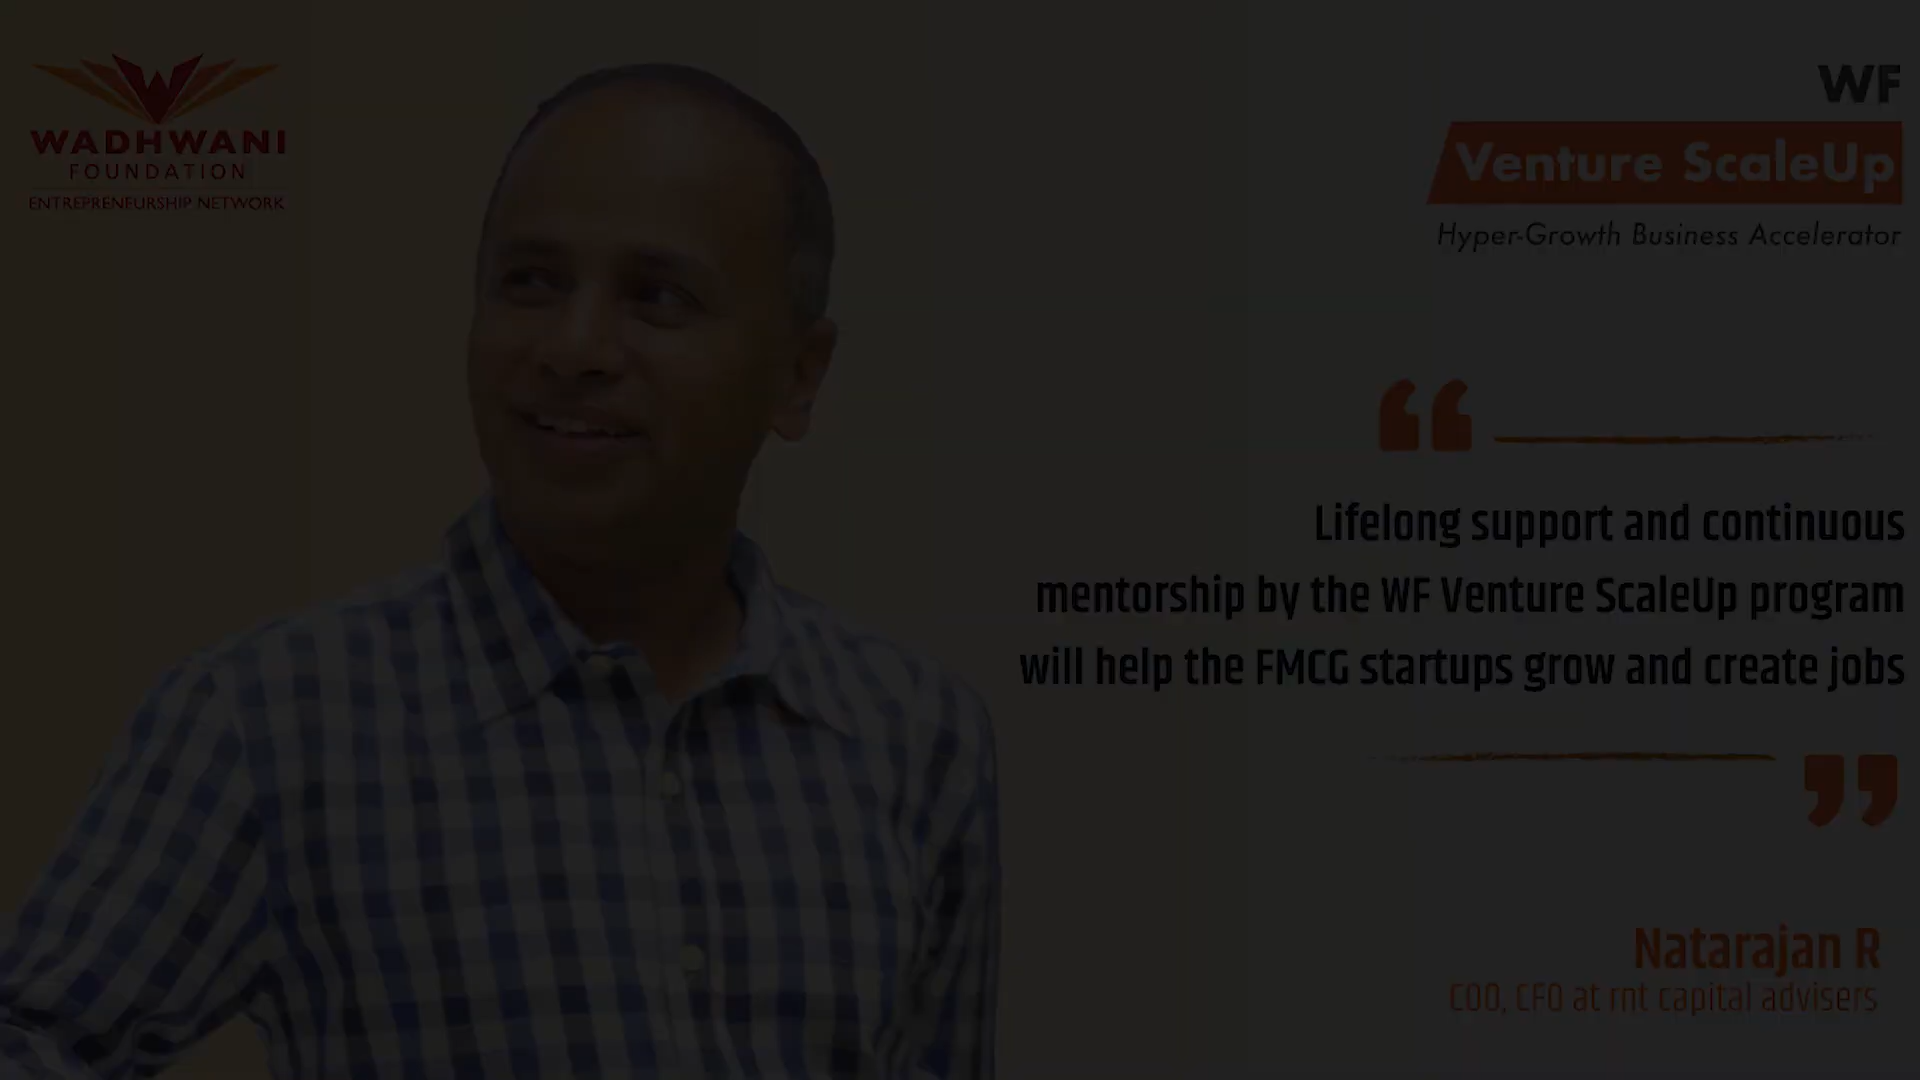 WADHWANI
FOUNDATION
ENTREPRENEURSHIP NETWORK
WF
Venture ScaleUp
Hyper-Growth Business Accelerator
“
Lifelong support and continuous
mentorship by the WF Venture ScaleUp program
will help the FMCG startups grow and create jobs
”
Natarajan R
COO, CFO at rnt capital advisers